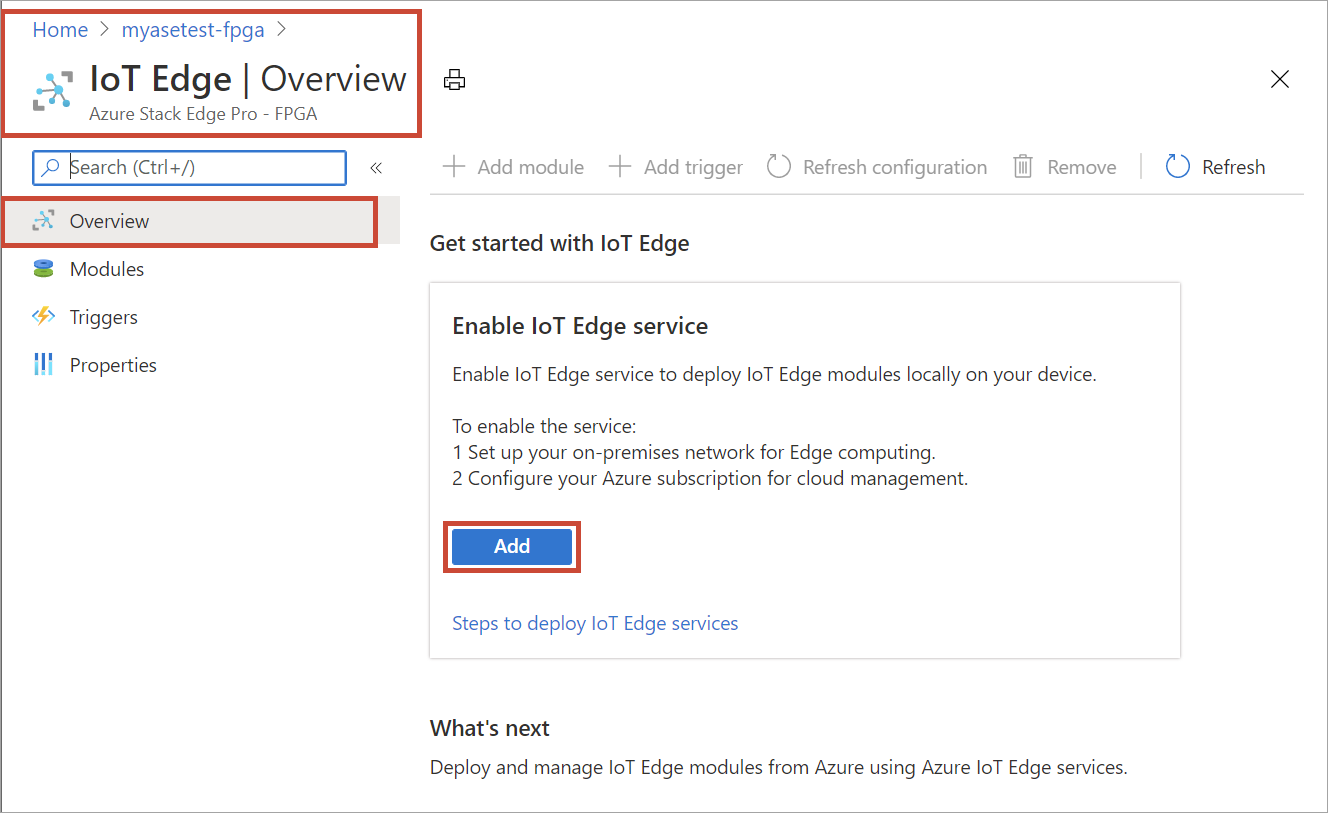 Home > myasetest-fpga >
IoT Edge | Overview
Azure Stack Edge Pro - FPGA
Search (Ctrl+/)
«
Add module
Add trigger
Refresh configuration
Remove
Refresh
Overview
Modules
Triggers
Properties
Get started with IoT Edge
Enable IoT Edge service
Enable IoT Edge service to deploy IoT Edge modules locally on your device.
To enable the service:
1 Set up your on-premises network for Edge computing.
2 Configure your Azure subscription for cloud management.
Add
Steps to deploy IoT Edge services
What's next
Deploy and manage IoT Edge modules from Azure using Azure IoT Edge services.